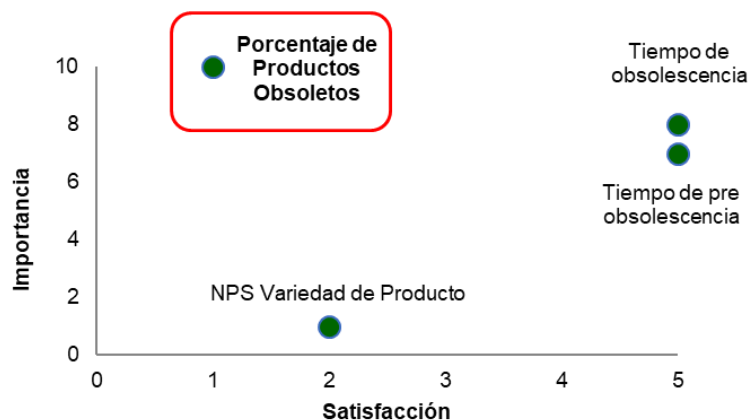 Porcentaje de
Productos
Obsoletos
Tiempo de
obsolescencia
Tiempo de pre
obsolescencia
NPS Variedad de Producto
Importancia
10
8
6
4
2
0
0
1
2
3
4
5
Satisfacción